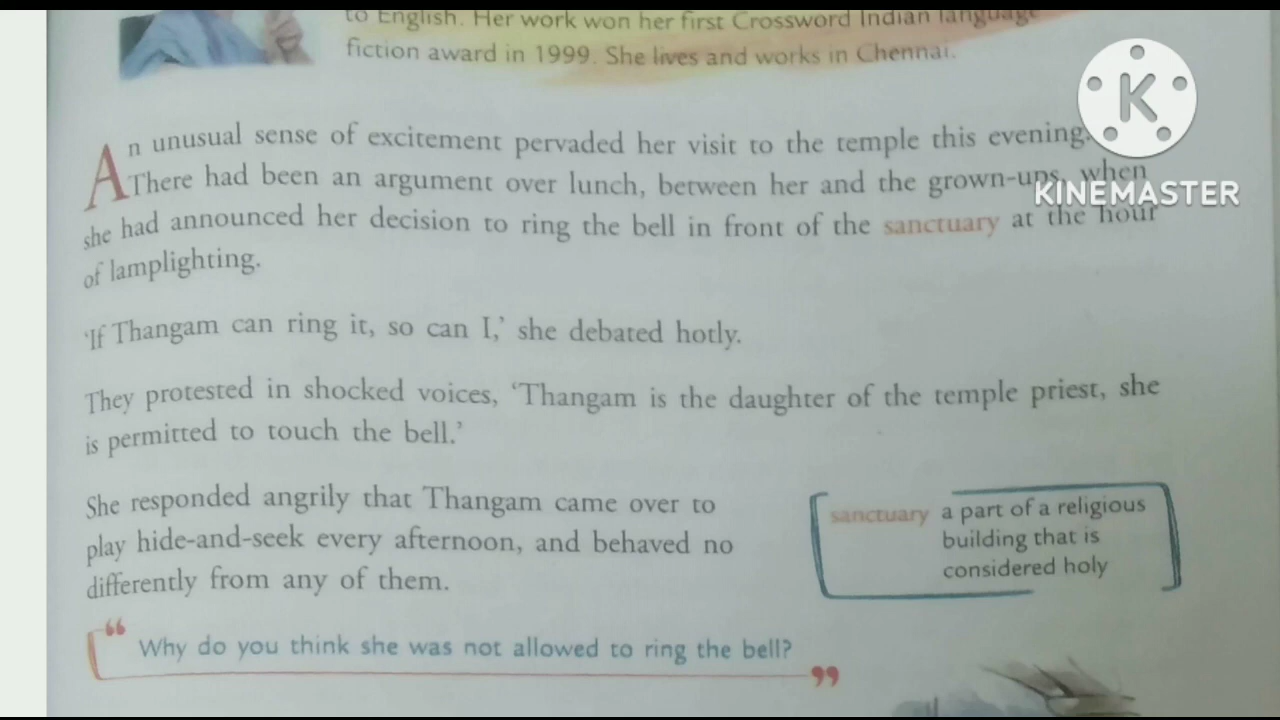 to English. Her work won her first Crossword Indian language
fiction award in 1999. She lives and works in Chennai.
An unusual sense of excitement pervaded her visit to the temple this evening.
There had been an argument over lunch, between her and the grown-ups, when
she had announced her decision to ring the bell in front of the sanctuary at the hour
of lamplighting.
'If Thangam can ring it, so can I,' she debated hotly.
They protested in shocked voices, 'Thangam is the daughter of the temple priest, she
is permitted to touch the bell.'
She responded angrily that Thangam came over to
play hide-and-seek every afternoon, and behaved no
differently from any of them.
sanctuary a part of a religious
building that is
considered holy
“ Why do you think she was not allowed to ring the bell? ”
K
KINEMASTER